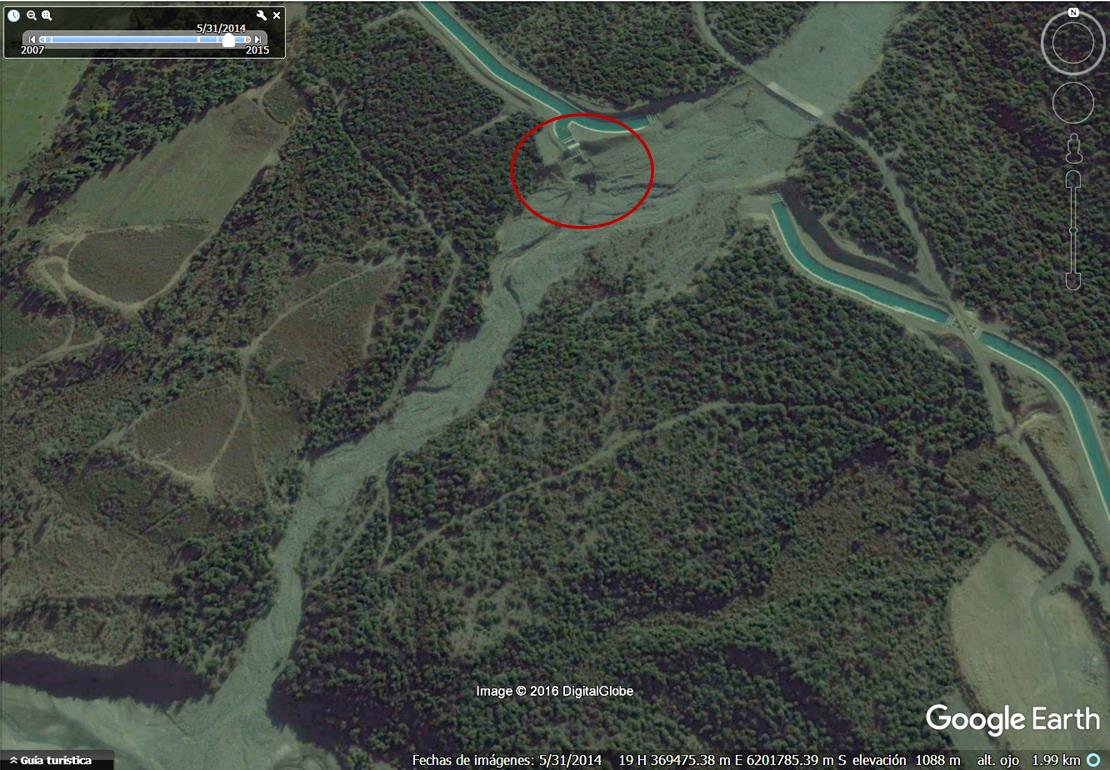 5/31/2014
2007
2015
N
Image © 2016 DigitalGlobe
Google Earth
Guía turística
Fechas de imágenes: 5/31/2014 19 H 369475.38 m E 6201785.39 m S elevación 1088 m alt. ojo 1.99 km